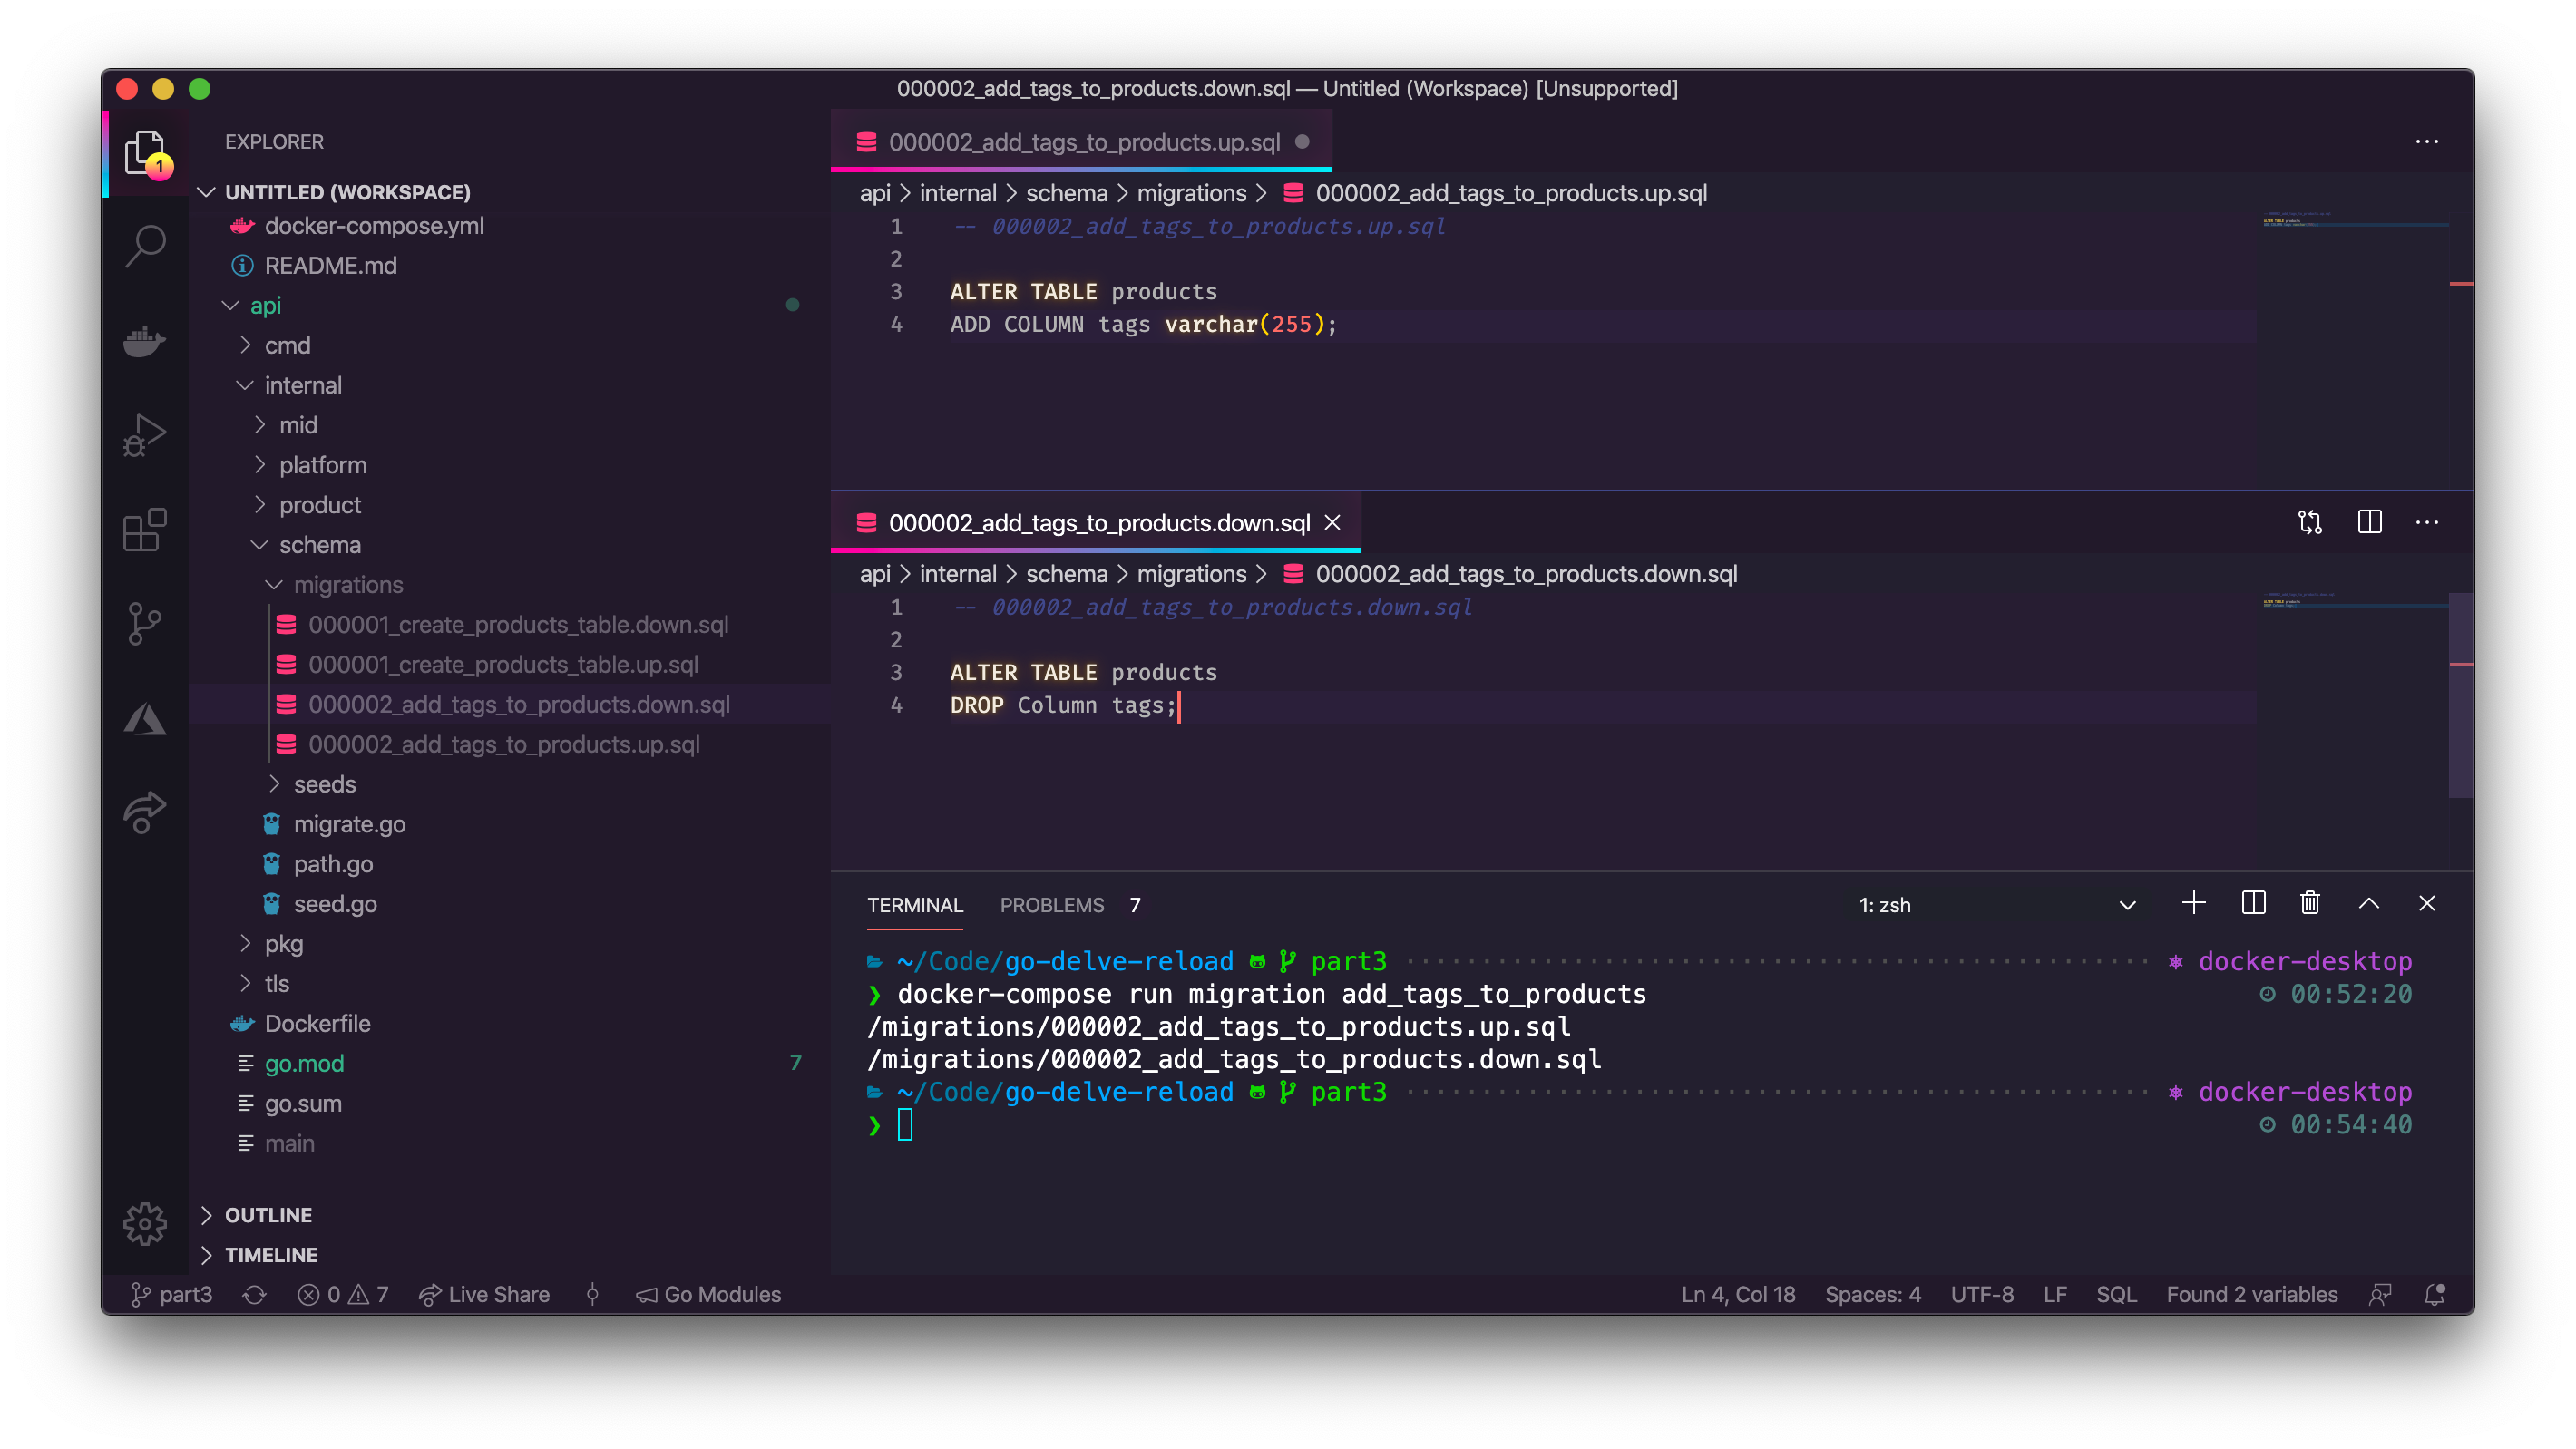 000002_add_tags_to_products.down.sql — Untitled (Workspace) [Unsupported]
1
EXPLORER
UNTITLED (WORKSPACE)
docker-compose.yml
README.md
api
cmd
internal
mid
platform
product
schema
migrations
000001_create_products_table.down.sql
000001_create_products_table.up.sql
000002_add_tags_to_products.down.sql
000002_add_tags_to_products.up.sql
seeds
migrate.go
path.go
seed.go
pkg
tls
Dockerfile
go.mod 7
go.sum
main
OUTLINE
TIMELINE
000002_add_tags_to_products.up.sql
api > internal > schema > migrations > 000002_add_tags_to_products.up.sql
1 -- 000002_add_tags_to_products.up.sql
2
3 ALTER TABLE products
4 ADD COLUMN tags varchar(255);
000002_add_tags_to_products.down.sql
api > internal > schema > migrations > 000002_add_tags_to_products.down.sql
1 -- 000002_add_tags_to_products.down.sql
2
3 ALTER TABLE products
4 DROP Column tags;
TERMINAL PROBLEMS 7 1: zsh
~/Code/go-delve-reload part3 docker-desktop
❯ docker-compose run migration add_tags_to_products 00:52:20
/migrations/000002_add_tags_to_products.up.sql
/migrations/000002_add_tags_to_products.down.sql
~/Code/go-delve-reload part3 docker-desktop
❯ 00:54:40
part3 0 7 Live Share Go Modules Ln 4, Col 18 Spaces: 4 UTF-8 LF SQL Found 2 variables